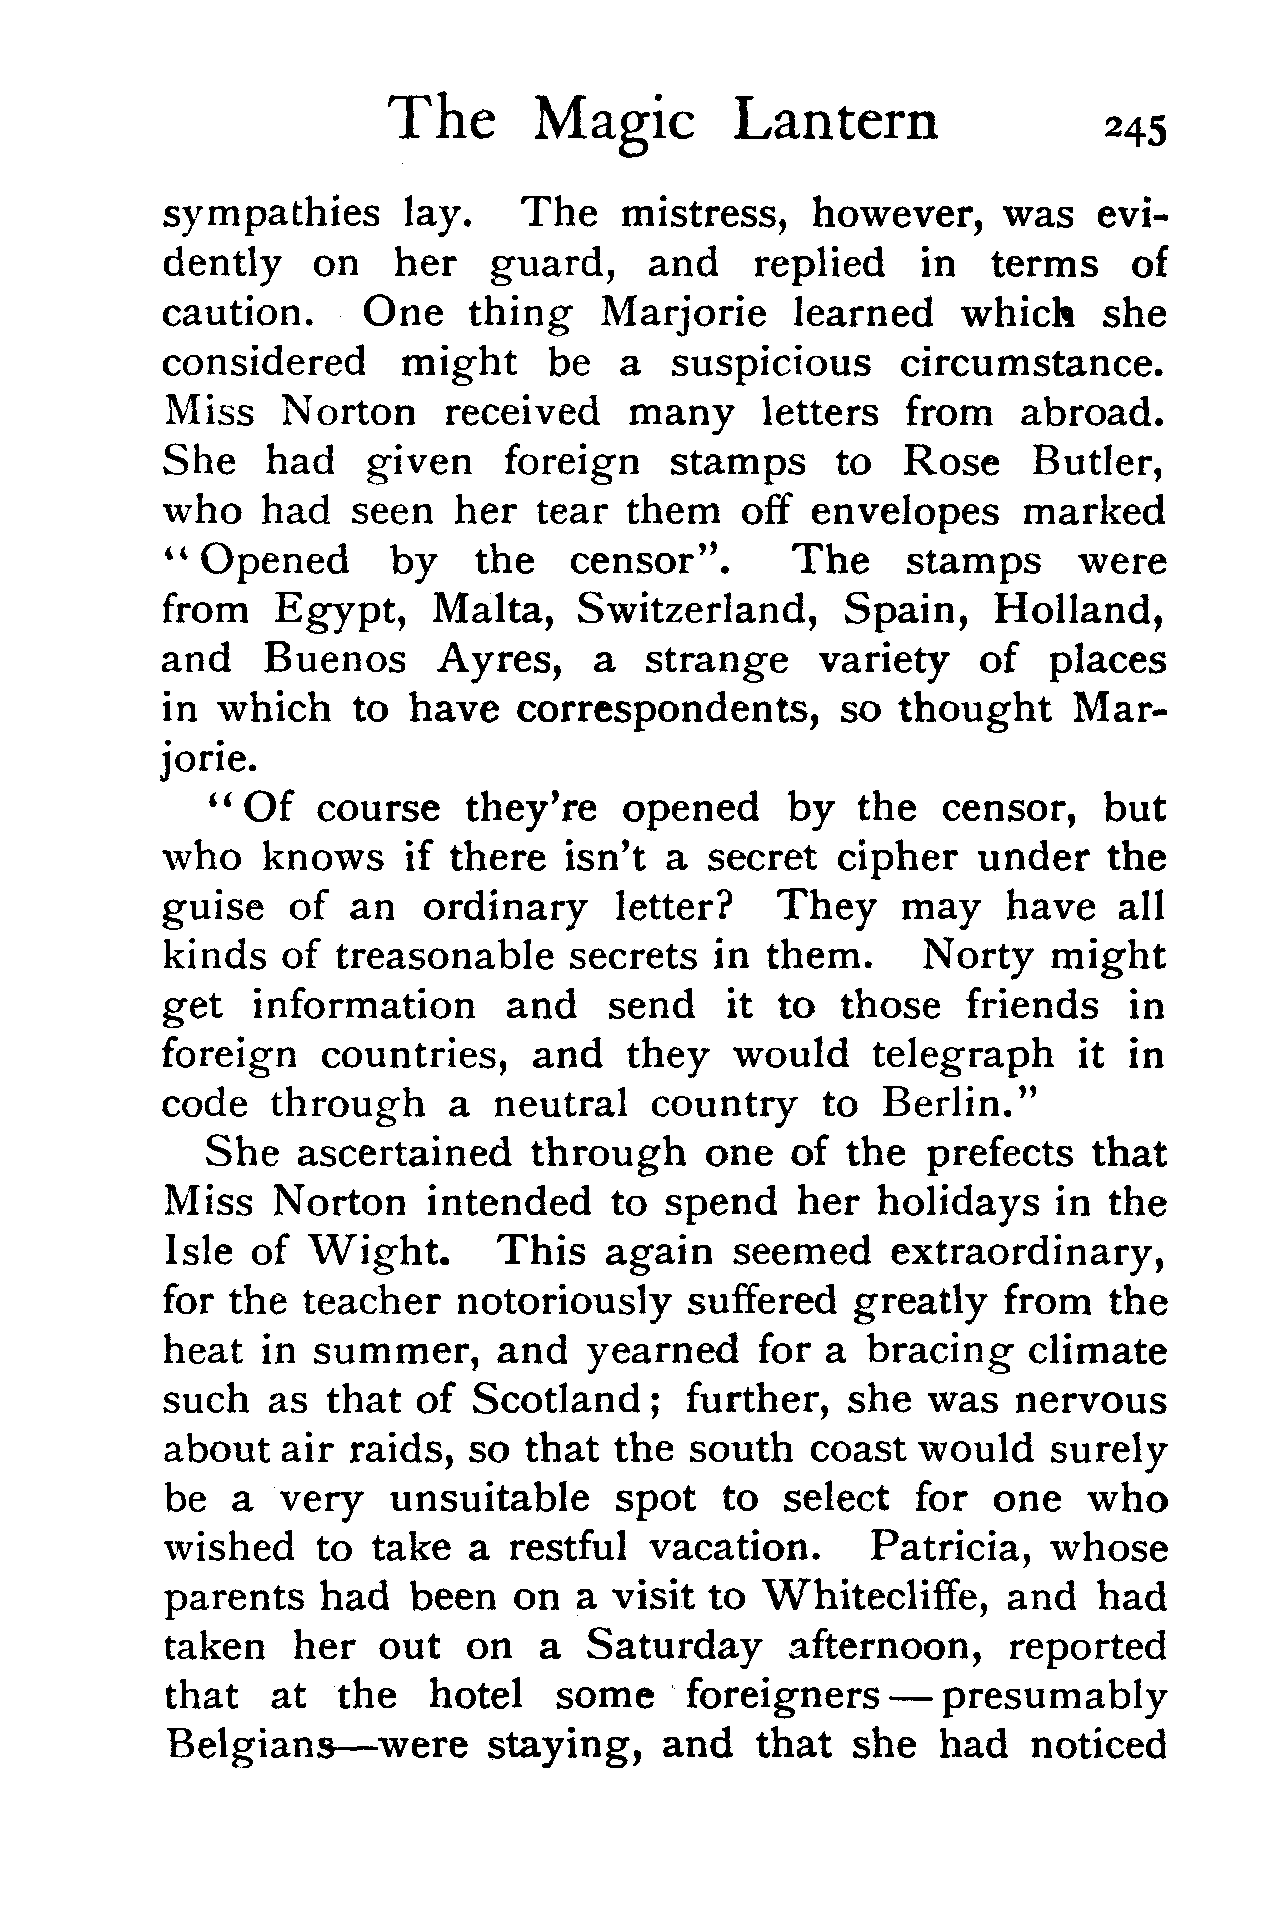 The Magic Lantern 245
sympathies lay. The mistress, however, was evi-
dently on her guard, and replied in terms of
caution. One thing Marjorie learned which she
considered might be a suspicious circumstance.
Miss Norton received many letters from abroad.
She had given foreign stamps to Rose Butler,
who had seen her tear them off envelopes marked
“Opened by the censor”. The stamps were
from Egypt, Malta, Switzerland, Spain, Holland,
and Buenos Ayres, a strange variety of places
in which to have correspondents, so thought Mar-
jorie.
“Of course they’re opened by the censor, but
who knows if there isn’t a secret cipher under the
guise of an ordinary letter? They may have all
kinds of treasonable secrets in them. Norty might
get information and send it to those friends in
foreign countries, and they would telegraph it in
code through a neutral country to Berlin.”
She ascertained through one of the prefects that
Miss Norton intended to spend her holidays in the
Isle of Wight. This again seemed extraordinary,
for the teacher notoriously suffered greatly from the
heat in summer, and yearned for a bracing climate
such as that of Scotland; further, she was nervous
about air raids, so that the south coast would surely
be a very unsuitable spot to select for one who
wished to take a restful vacation. Patricia, whose
parents had been on a visit to Whitecliffe, and had
taken her out on a Saturday afternoon, reported
that at the hotel some foreigners — presumably
Belgians—were staying, and that she had noticed